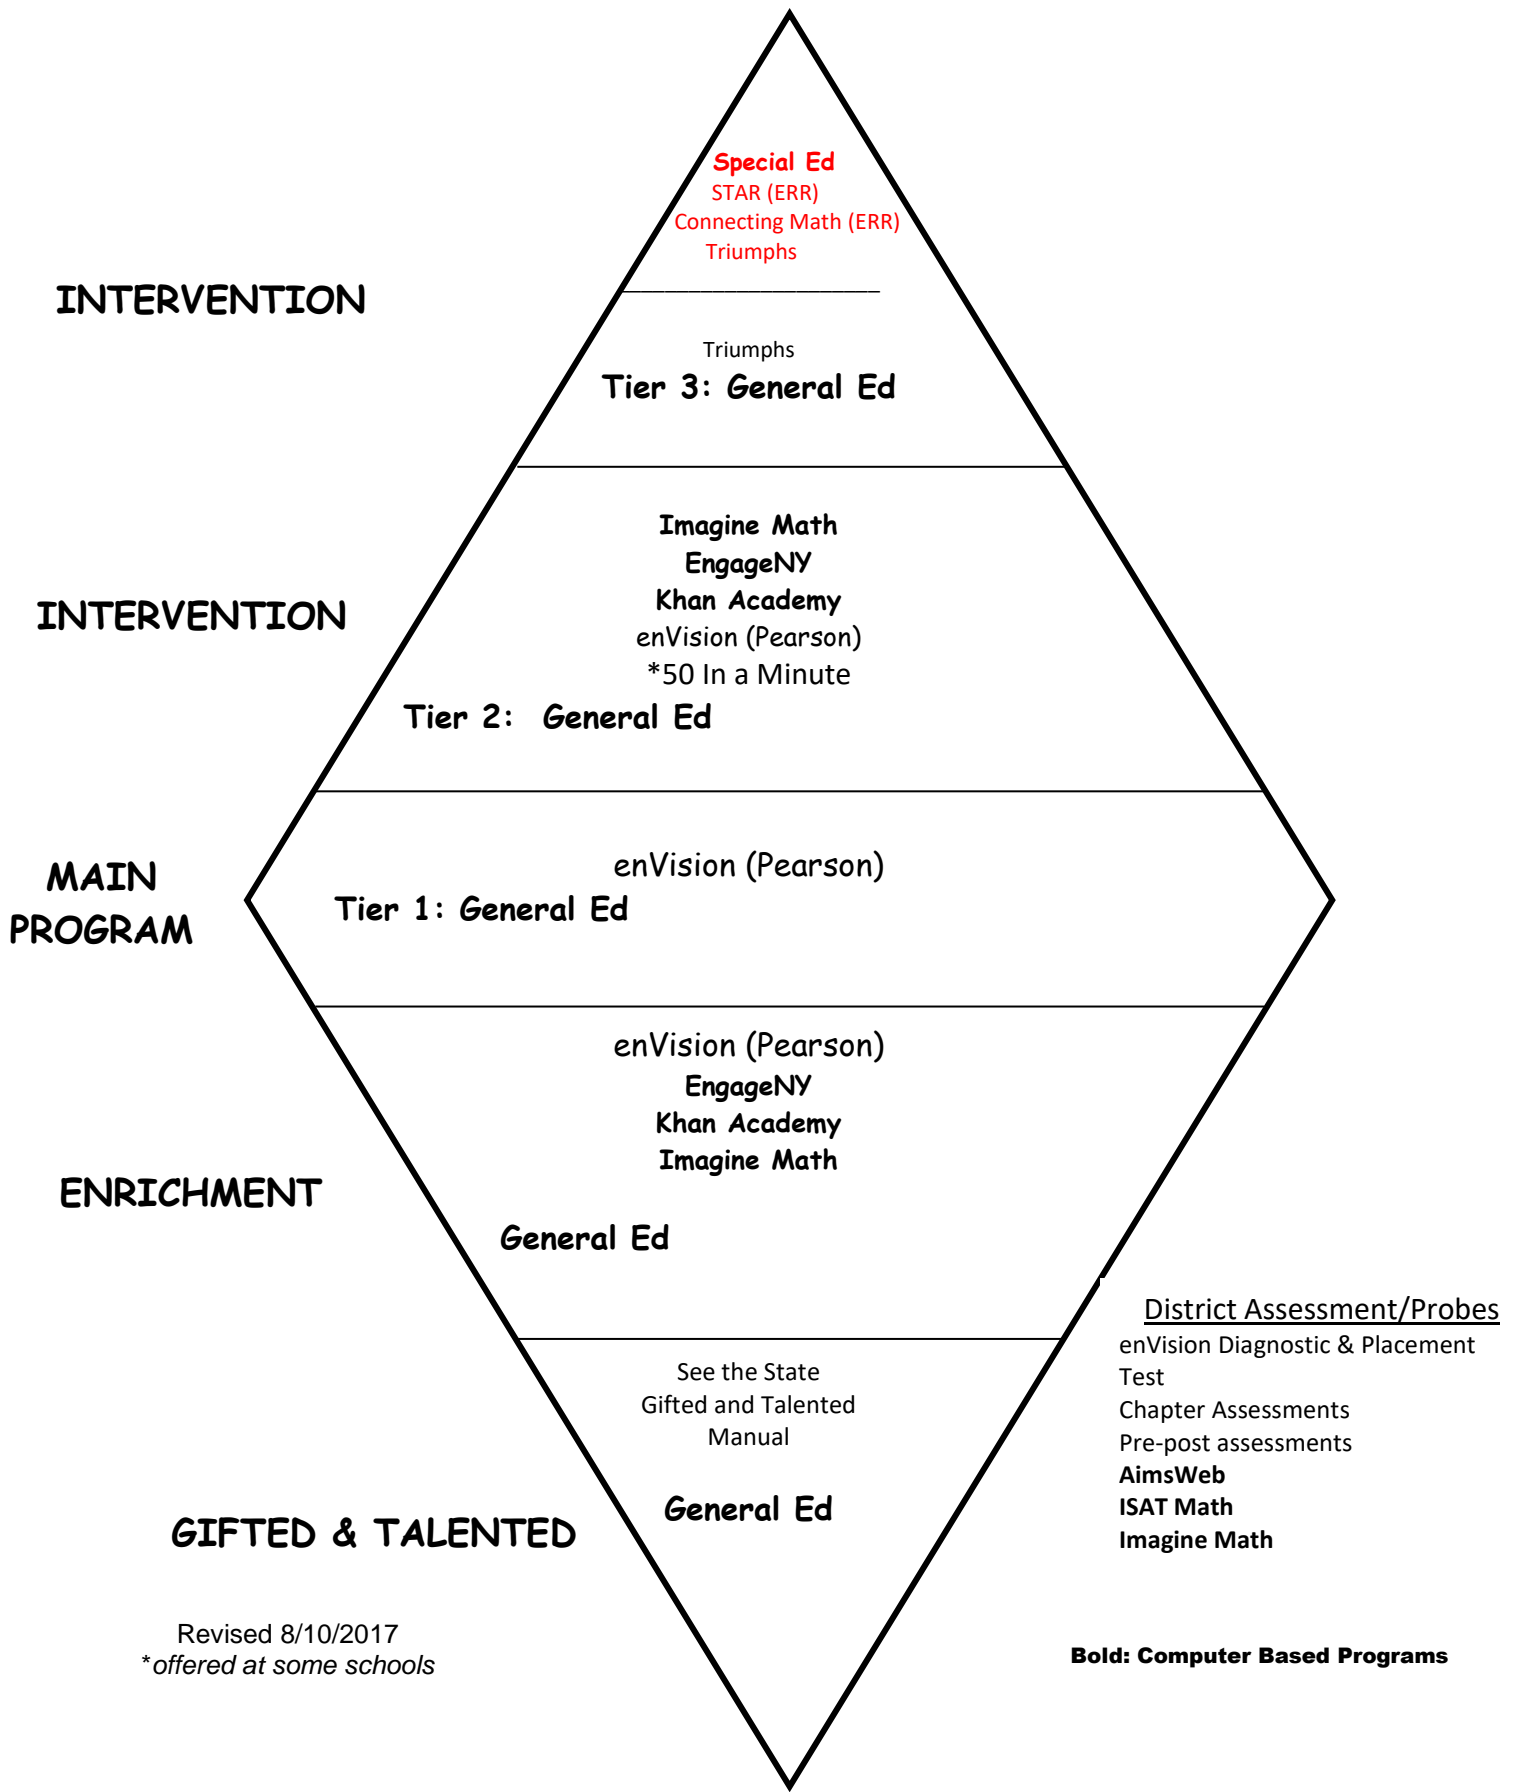 Special Ed
STAR (ERR)
Connecting Math (ERR)
Triumphs
INTERVENTION
Triumphs
Tier 3: General Ed
Imagine Math
EngageNY
Khan Academy
enVision (Pearson)
*50 In a Minute
INTERVENTION
Tier 2: General Ed
enVision (Pearson)
MAIN
PROGRAM
Tier 1: General Ed
enVision (Pearson)
EngageNY
Khan Academy
Imagine Math
ENRICHMENT
General Ed
See the State
Gifted and Talented
Manual
General Ed
GIFTED & TALENTED
District Assessment/Probes
enVision Diagnostic & Placement
Test
Chapter Assessments
Pre-post assessments
AimsWeb
ISAT Math
Imagine Math
Revised 8/10/2017
*offered at some schools
Bold: Computer Based Programs